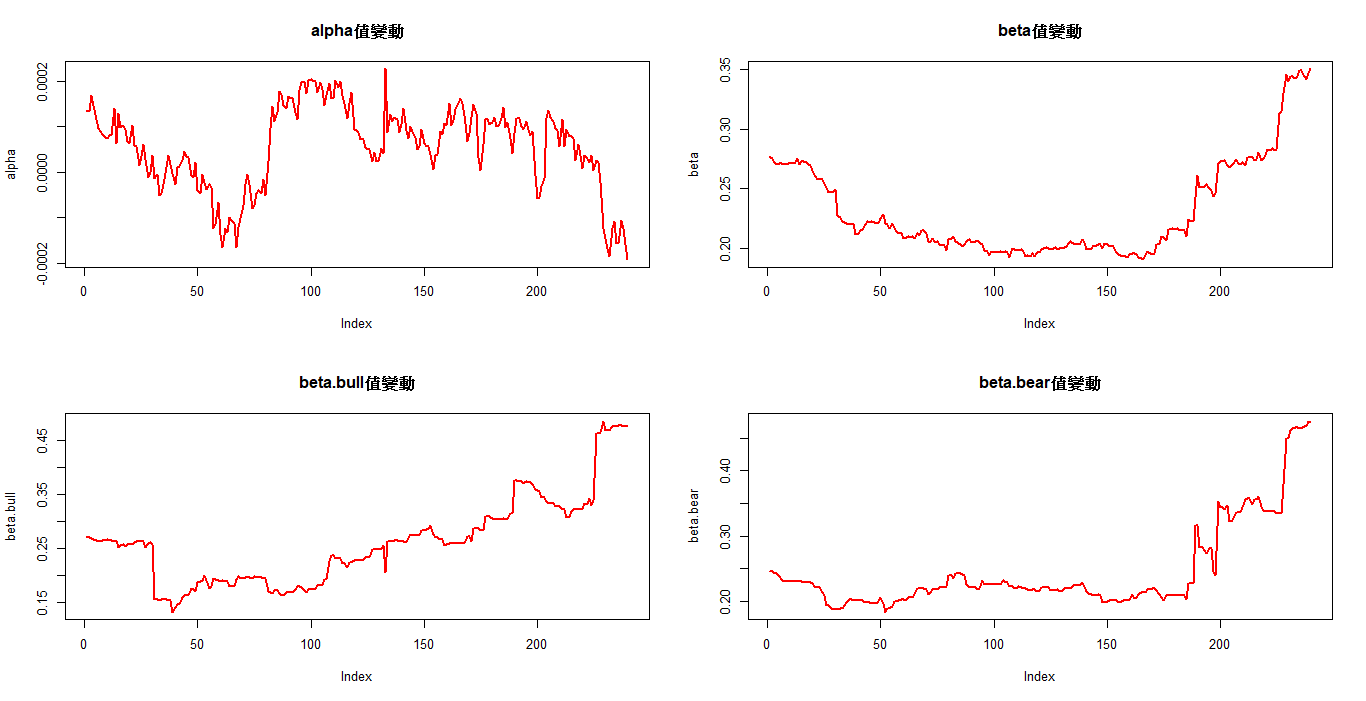 alpha值變動
alpha
0.0002
0.0000
-0.0002
0 50 100 150 200
Index
beta值變動
beta
0.35
0.30
0.25
0.20
0 50 100 150 200
Index
beta.bull值變動
beta.bull
0.45
0.35
0.25
0.15
0 50 100 150 200
Index
beta.bear值變動
beta.bear
0.40
0.30
0.20
0 50 100 150 200
Index